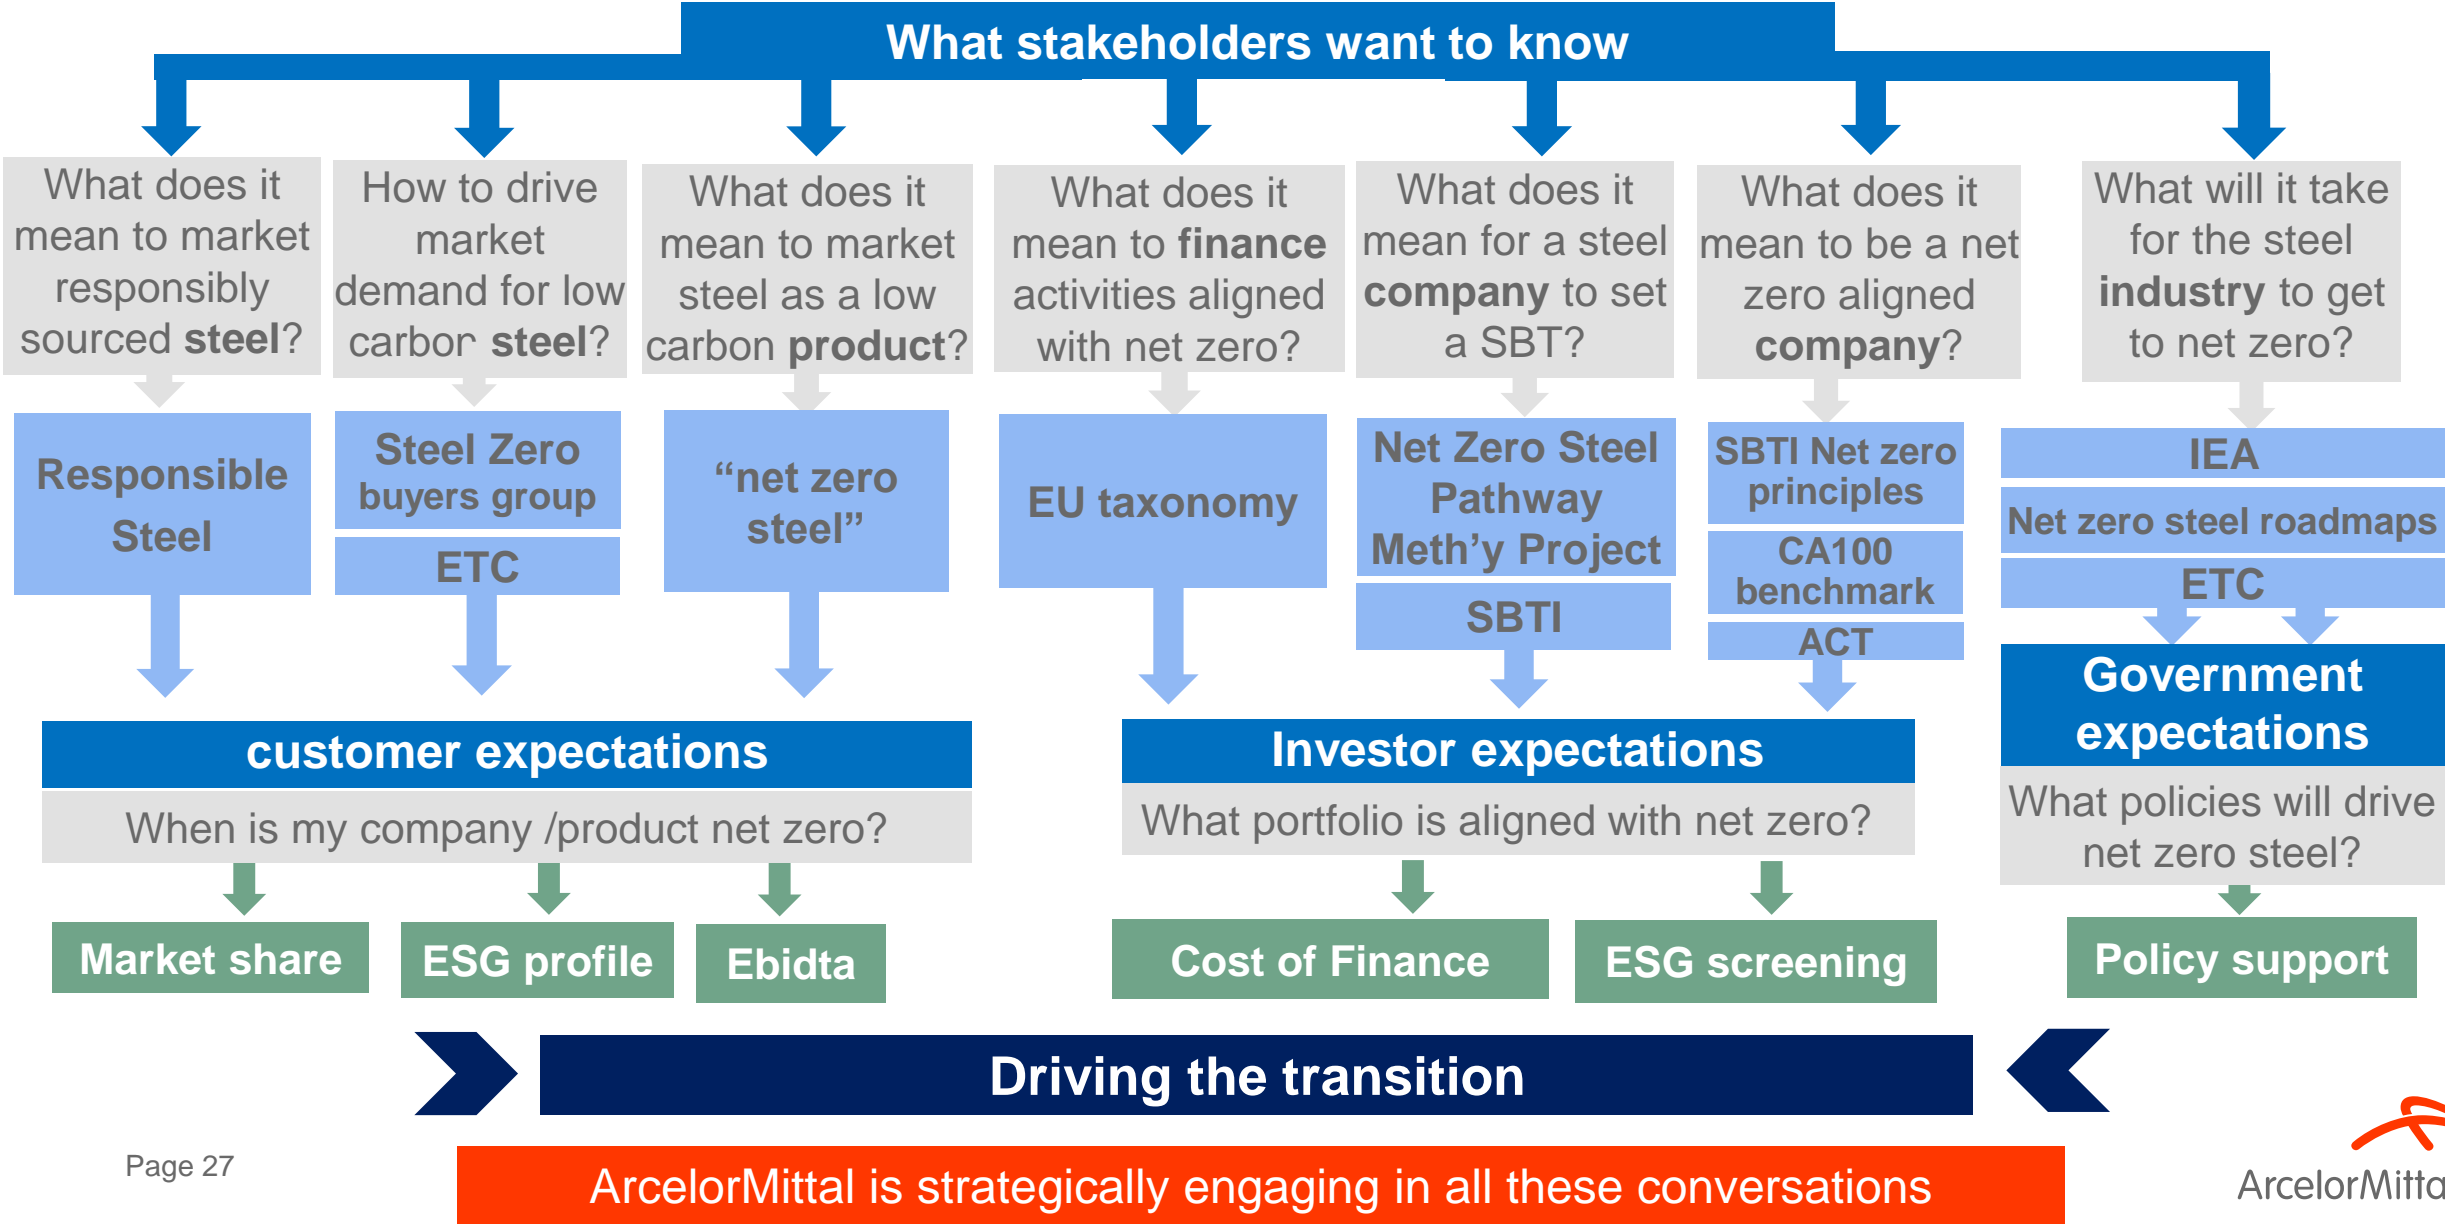 What stakeholders want to know
What does it
mean to market
responsibly
sourced steel?
How to drive
market
demand for low
carbon steel?
What does it
mean to market
steel as a low
carbon product?
What does it
mean to finance
activities aligned
with net zero?
What does it
mean for a steel
company to set
a SBT?
What does it
mean to be a net
zero aligned
company?
What will it take
for the steel
industry to get
to net zero?
Responsible
Steel
Steel Zero
buyers group
ETC
“net zero
steel”
EU taxonomy
Net Zero Steel
Pathway
Meth’y Project
SBTI
SBTI Net zero
principles
CA100
benchmark
ACT
IEA
Net zero steel roadmaps
ETC
customer expectations
When is my company /product net zero?
Investor expectations
What portfolio is aligned with net zero?
Government
expectations
What policies will drive
net zero steel?
Market share
ESG profile
Ebidta
Cost of Finance
ESG screening
Policy support
Driving the transition
Page 27
ArcelorMittal is strategically engaging in all these conversations
ArcelorMitta